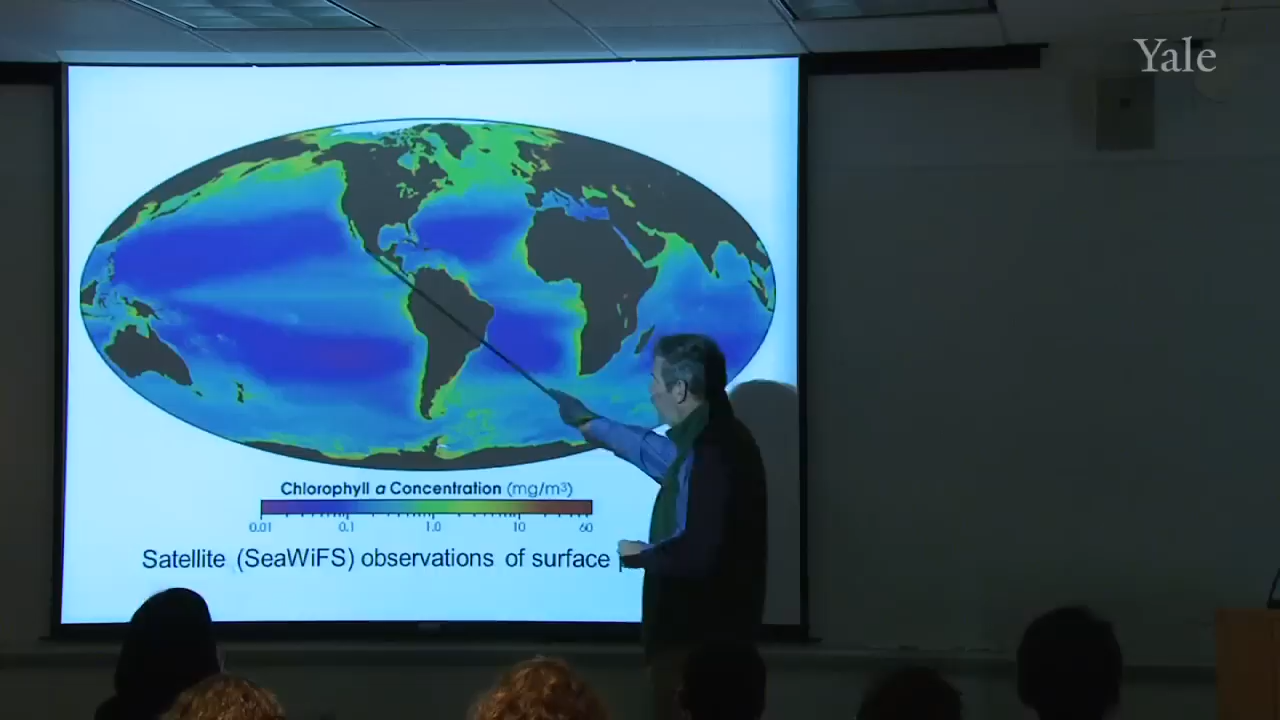 Yale
Chlorophyll a Concentration (mg/m³)
0.01 0.1 1.0 10 60
Satellite (SeaWiFS) observations of surface